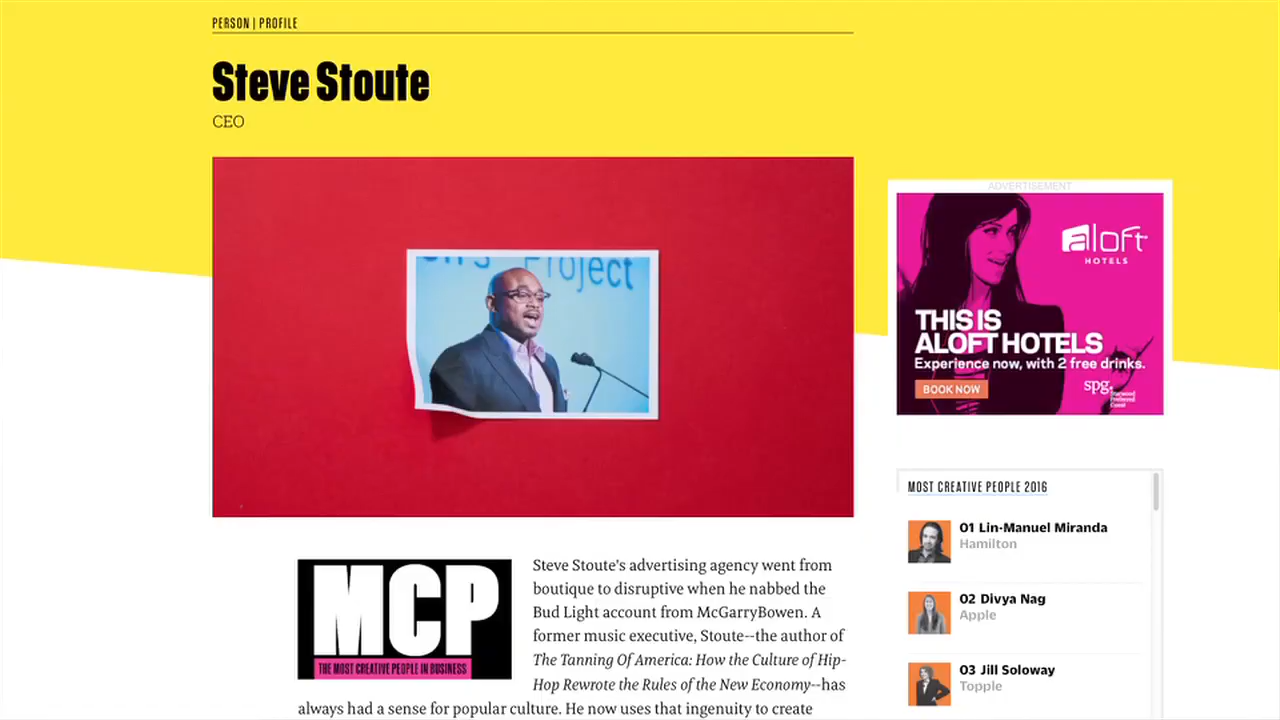 PERSON | PROFILE
Steve Stoute
CEO
Project
ADVERTISEMENT
aloft
HOTELS
THIS IS
ALOFT HOTELS
Experience now, with 2 free drinks.
BOOK NOW
spg.
Starwood
Preferred
Guest
MCP
THE MOST CREATIVE PEOPLE IN BUSINESS
Steve Stoute's advertising agency went from
boutique to disruptive when he nabbed the
Bud Light account from McGarryBowen. A
former music executive, Stoute--the author of
The Tanning Of America: How the Culture of Hip-
Hop Rewrote the Rules of the New Economy--has
always had a sense for popular culture. He now uses that ingenuity to create
MOST CREATIVE PEOPLE 2016
01 Lin-Manuel Miranda
Hamilton
02 Divya Nag
Apple
03 Jill Soloway
Topple